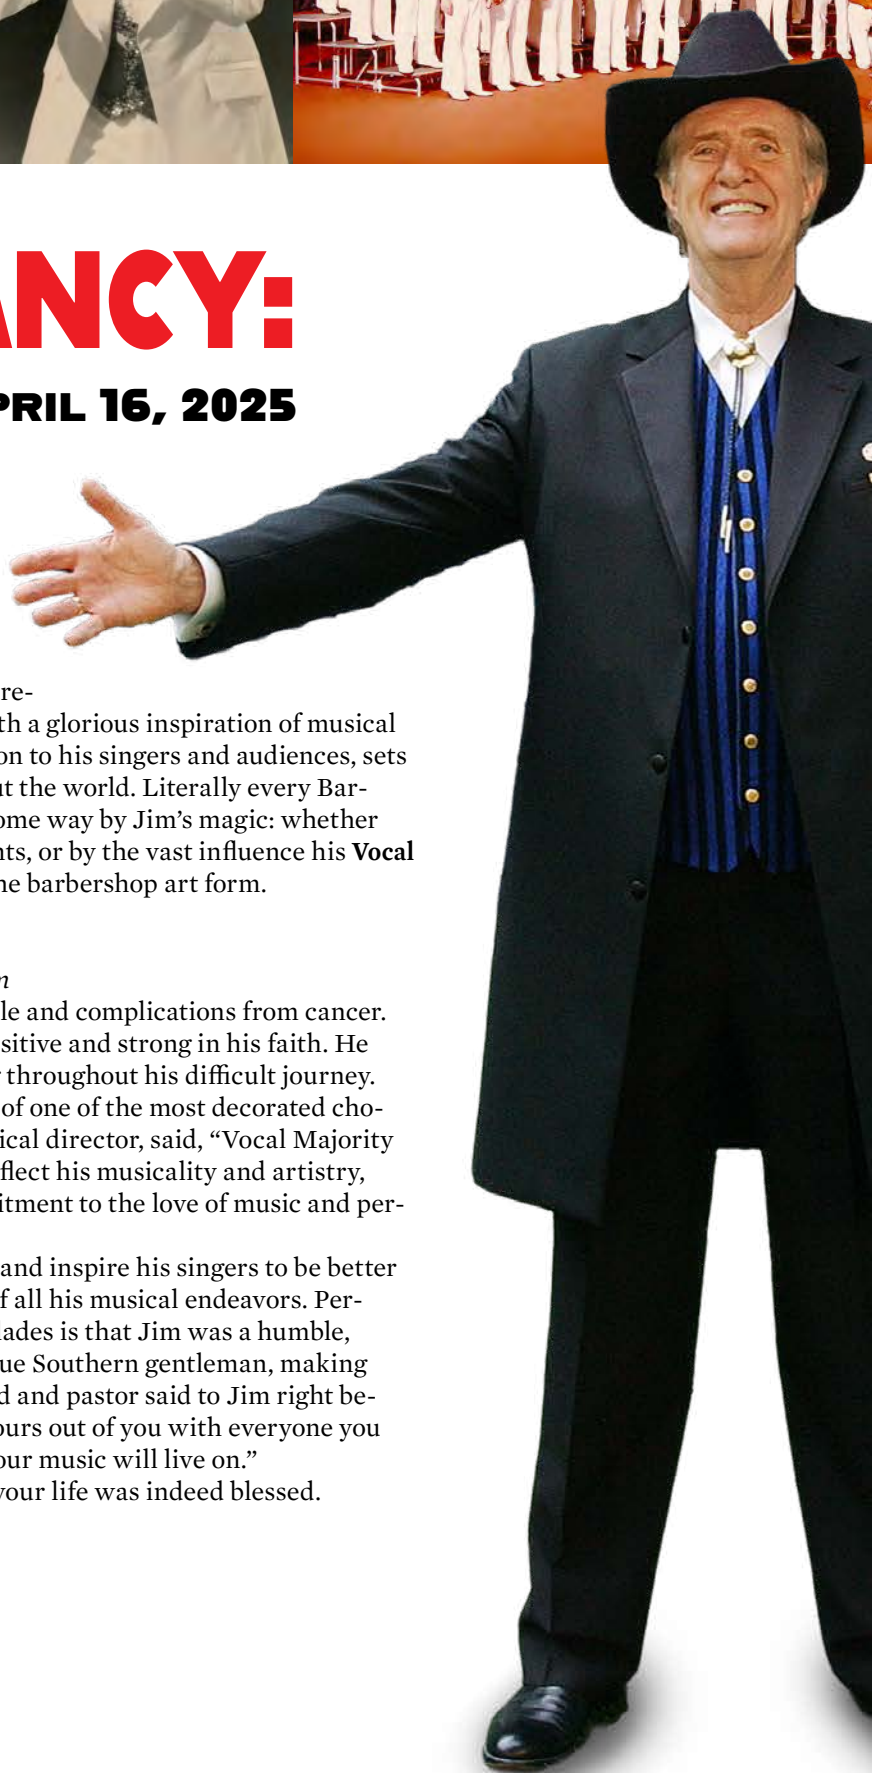 ANCY:
PRIL 16, 2025
re-
th a glorious inspiration of musical
on to his singers and audiences, sets
ut the world. Literally every Bar-
ome way by Jim’s magic: whether
nts, or by the vast influence his Vocal
he barbershop art form.
n
le and complications from cancer.
sitive and strong in his faith. He
throughout his difficult journey.
of one of the most decorated cho-
ical director, said, “Vocal Majority
flect his musicality and artistry,
itment to the love of music and per-
and inspire his singers to be better
f all his musical endeavors. Per-
lades is that Jim was a humble,
ue Southern gentleman, making
d and pastor said to Jim right be-
ours out of you with everyone you
our music will live on.”
your life was indeed blessed.